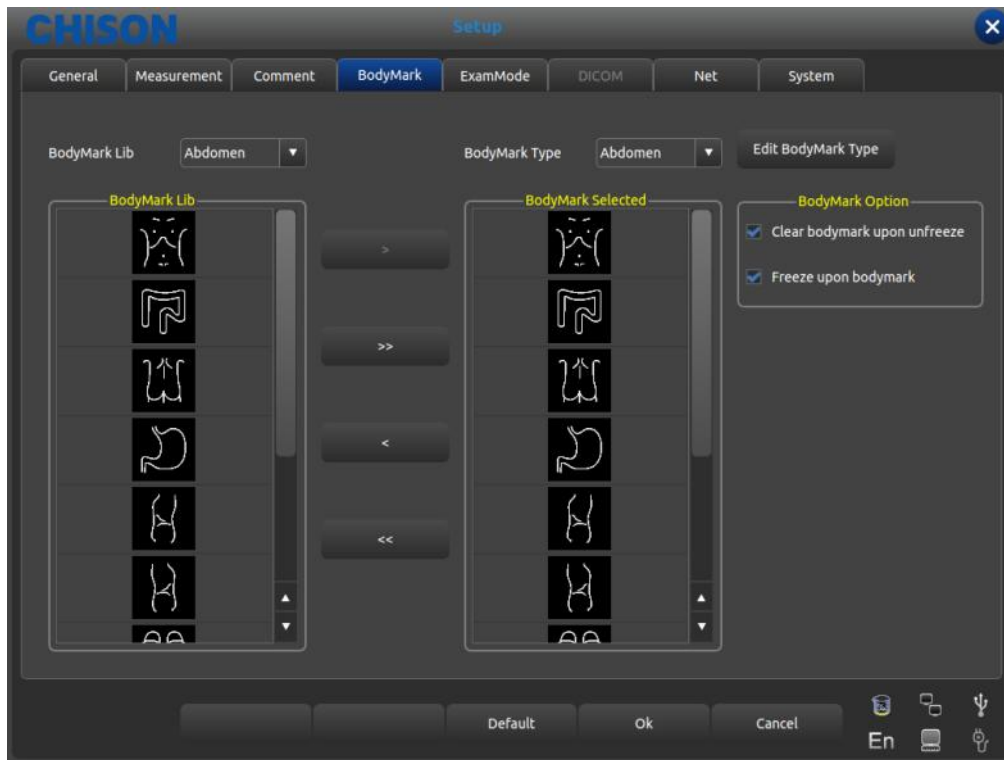 CHISON
Setup
General Measurement Comment BodyMark ExamMode DICOM Net System
BodyMark Lib Abdomen BodyMark Type Abdomen Edit BodyMark Type
BodyMark Lib BodyMark Selected BodyMark Option
Clear bodymark upon unfreeze
>
Freeze upon bodymark
>>
<
<<
Default Ok Cancel
En